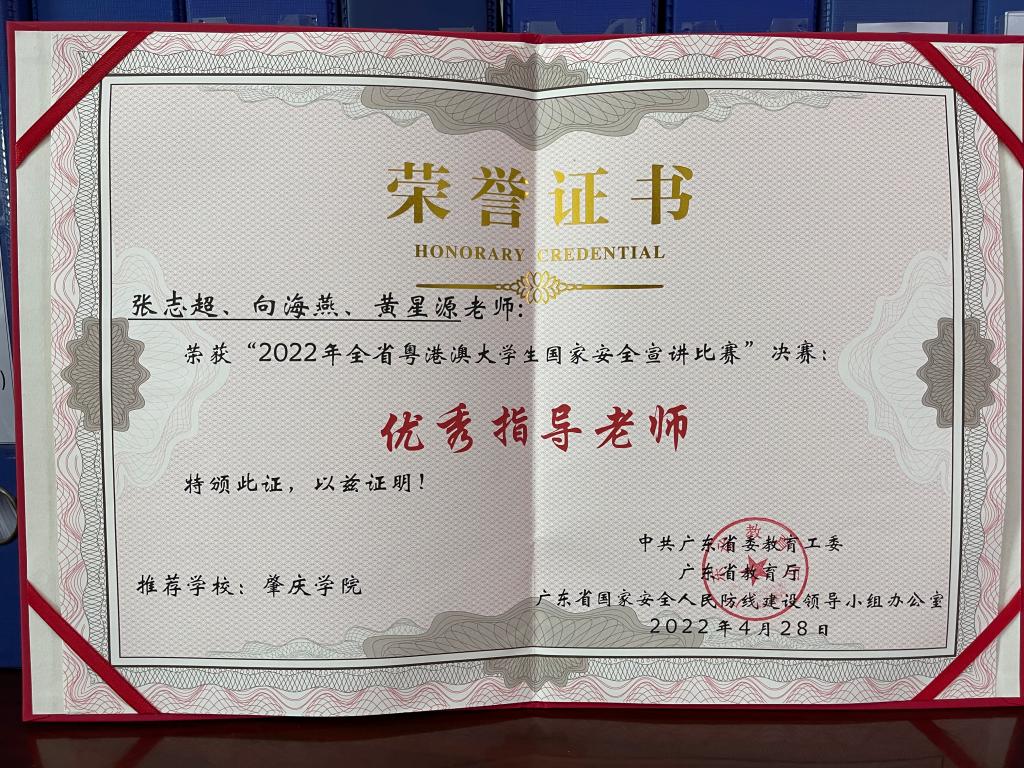 荣誉证书
HONORARY CREDENTIAL
张志超、向海燕、黄星源老师：
荣获“2022年全省粤港澳大学生国家安全宣讲比赛”决赛：
优秀指导老师
特颁此证，以兹证明！
中共广东省委教育工委
广东省教育厅
推荐学校：肇庆学院
广东省国家安全人民防线建设领导小组办公室
2022年4月28日